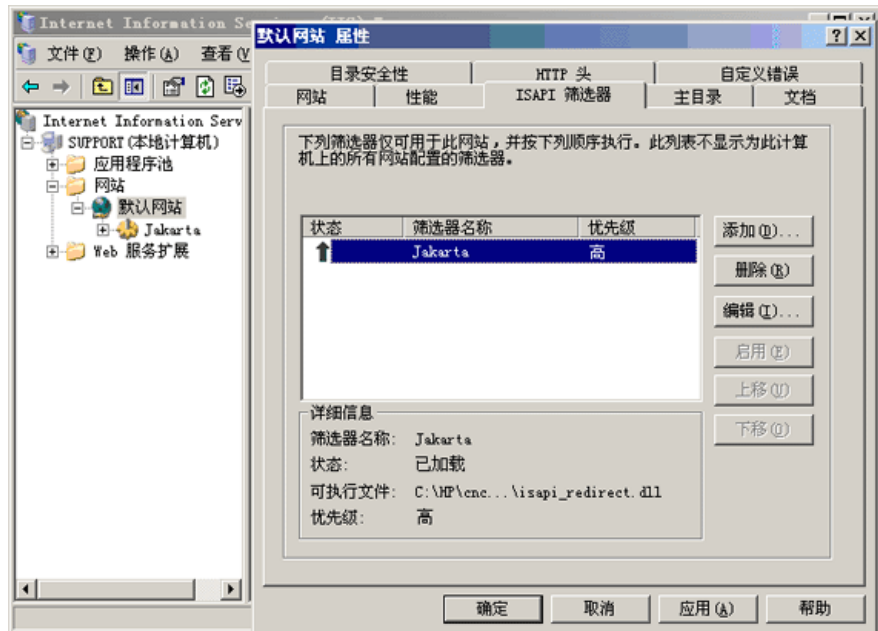 Internet Information Se
文件(F) 操作(A) 查看(V
Internet Information Serv
SUPPORT(本地计算机)
应用程序池
网站
默认网站
Jakarta
Web 服务扩展
默认网站 属性
目录安全性 HTTP 头 自定义错误
网站 性能 ISAPI 筛选器 主目录 文档
下列筛选器仅可用于此网站，并按下列顺序执行。此列表不显示为此计算
机上的所有网站配置的筛选器。
状态 筛选器名称 优先级
Jakarta 高
添加(D)...
删除(R)
编辑(I)...
启用(E)
上移(U)
下移(O)
详细信息
筛选器名称: Jakarta
状态: 已加载
可执行文件: C:\HP\cnc...\isapi_redirect.dll
优先级: 高
确定 取消 应用(A) 帮助